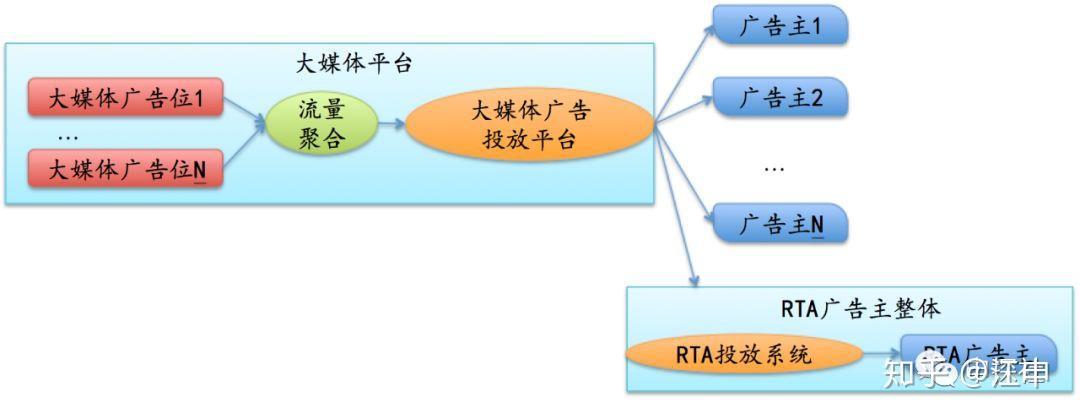 广告主1
大媒体平台
大媒体广告位1
流量
聚合
大媒体广告
投放平台
广告主2
...
大媒体广告位N
...
广告主N
RTA广告主整体
RTA投放系统
RTA广告主
知乎 @江申